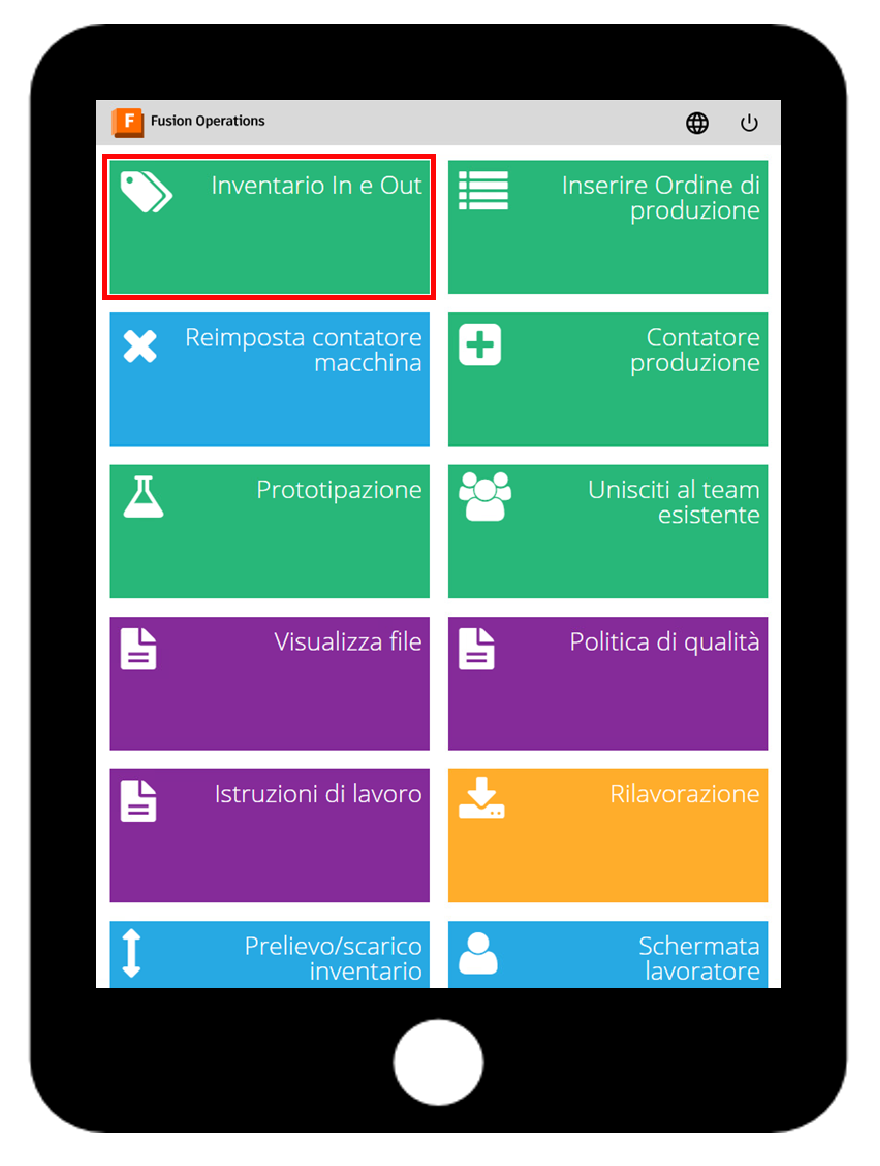 F Fusion Operations
Inventario In e Out
Inserire Ordine di
produzione
Reimposta contatore
macchina
Contatore
produzione
Prototipazione
Unisciti al team
esistente
Visualizza file
Politica di qualità
Istruzioni di lavoro
Rilavorazione
Prelievo/scarico
inventario
Schermata
lavoratore